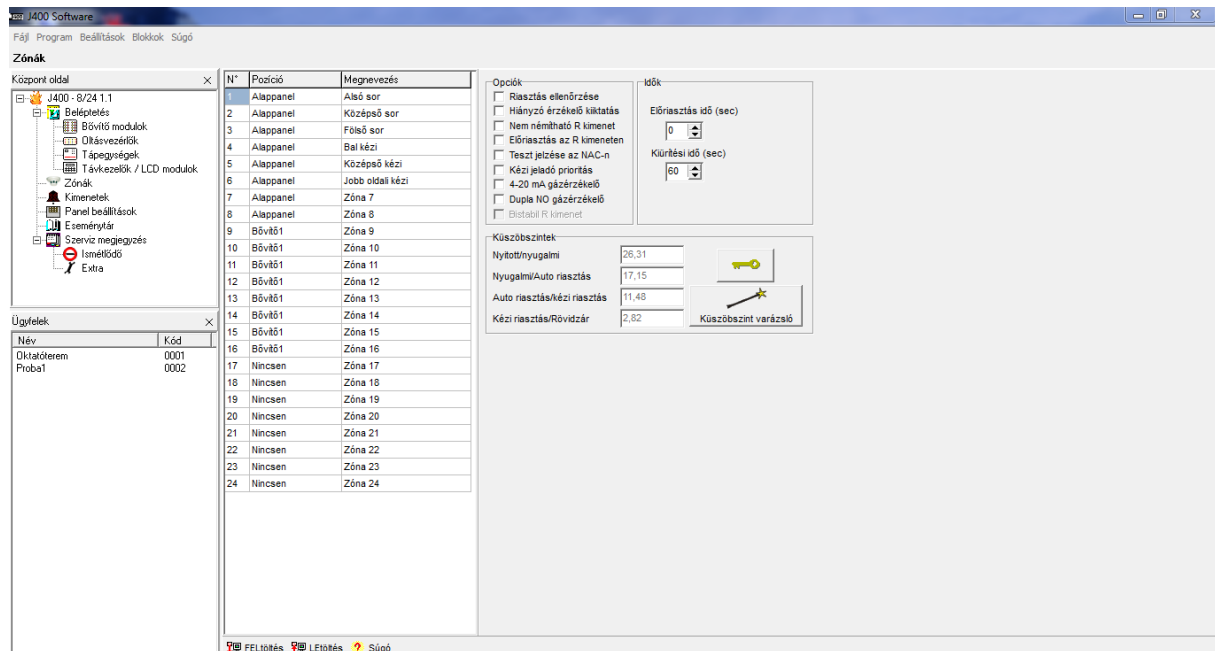 J400 Software
Fájl Program Beállítások Blokkok Súgó
Zónák
Központ oldal
J400 - 8/24 1.1
Beléptetés
Bővítő modulok
Oltásvezérlők
Tápegységek
Távkezelők / LCD modulok
Zónák
Kimenetek
Panel beállítások
Eseménytár
Szerviz megjegyzés
Ismétlődő
Extra
Ügyfelek
Név Kód
Oktatóterem 0001
Proba1 0002
N° Pozíció Megnevezés
1 Alappanel Alsó sor
2 Alappanel Középső sor
3 Alappanel Fölső sor
4 Alappanel Bal kézi
5 Alappanel Középső kézi
6 Alappanel Jobb oldali kézi
7 Alappanel Zóna 7
8 Alappanel Zóna 8
9 Bővítő1 Zóna 9
10 Bővítő1 Zóna 10
11 Bővítő1 Zóna 11
12 Bővítő1 Zóna 12
13 Bővítő1 Zóna 13
14 Bővítő1 Zóna 14
15 Bővítő1 Zóna 15
16 Bővítő1 Zóna 16
17 Nincsen Zóna 17
18 Nincsen Zóna 18
19 Nincsen Zóna 19
20 Nincsen Zóna 20
21 Nincsen Zóna 21
22 Nincsen Zóna 22
23 Nincsen Zóna 23
24 Nincsen Zóna 24
Opciók
Riasztás ellenőrzése
Hiányzó érzékelő kiiktatás
Nem némítható R kimenet
Előriasztás az R kimeneten
Teszt jelzése az NAC-n
Kézi jeladó prioritás
4-20 mA gázérzékelő
Dupla NO gázérzékelő
Bistabil R kimenet
Idők
Előriasztás idő (sec)
0
Kiürítési idő (sec)
60
Küszöbszintek
Nyitott/nyugalmi 26,31
Nyugalmi/Auto riasztás 17,15
Auto riasztás/kézi riasztás 11,48
Kézi riasztás/Rövidzár 2,82
Küszöbszint varázsló
FELtöltés LEtöltés ? Súgó